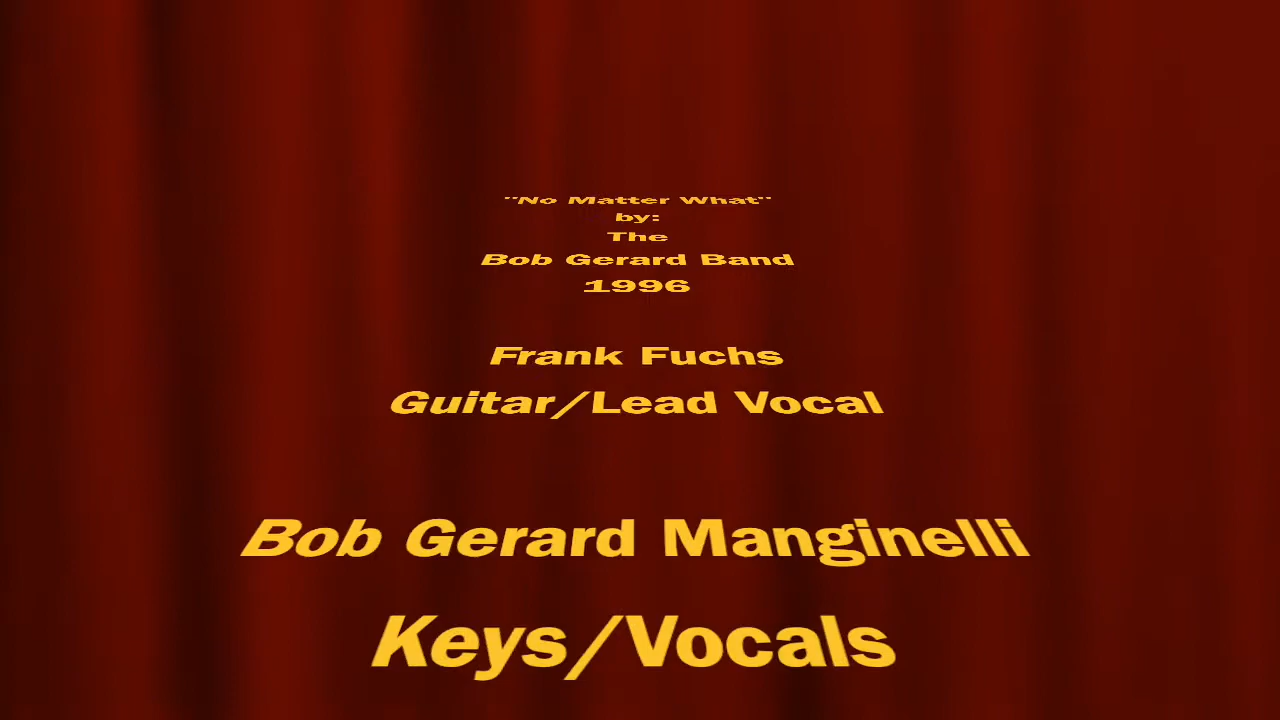 "No Matter What"
by:
The
Bob Gerard Band
1996
Frank Fuchs
Guitar/Lead Vocal
Bob Gerard Manginelli
Keys/Vocals